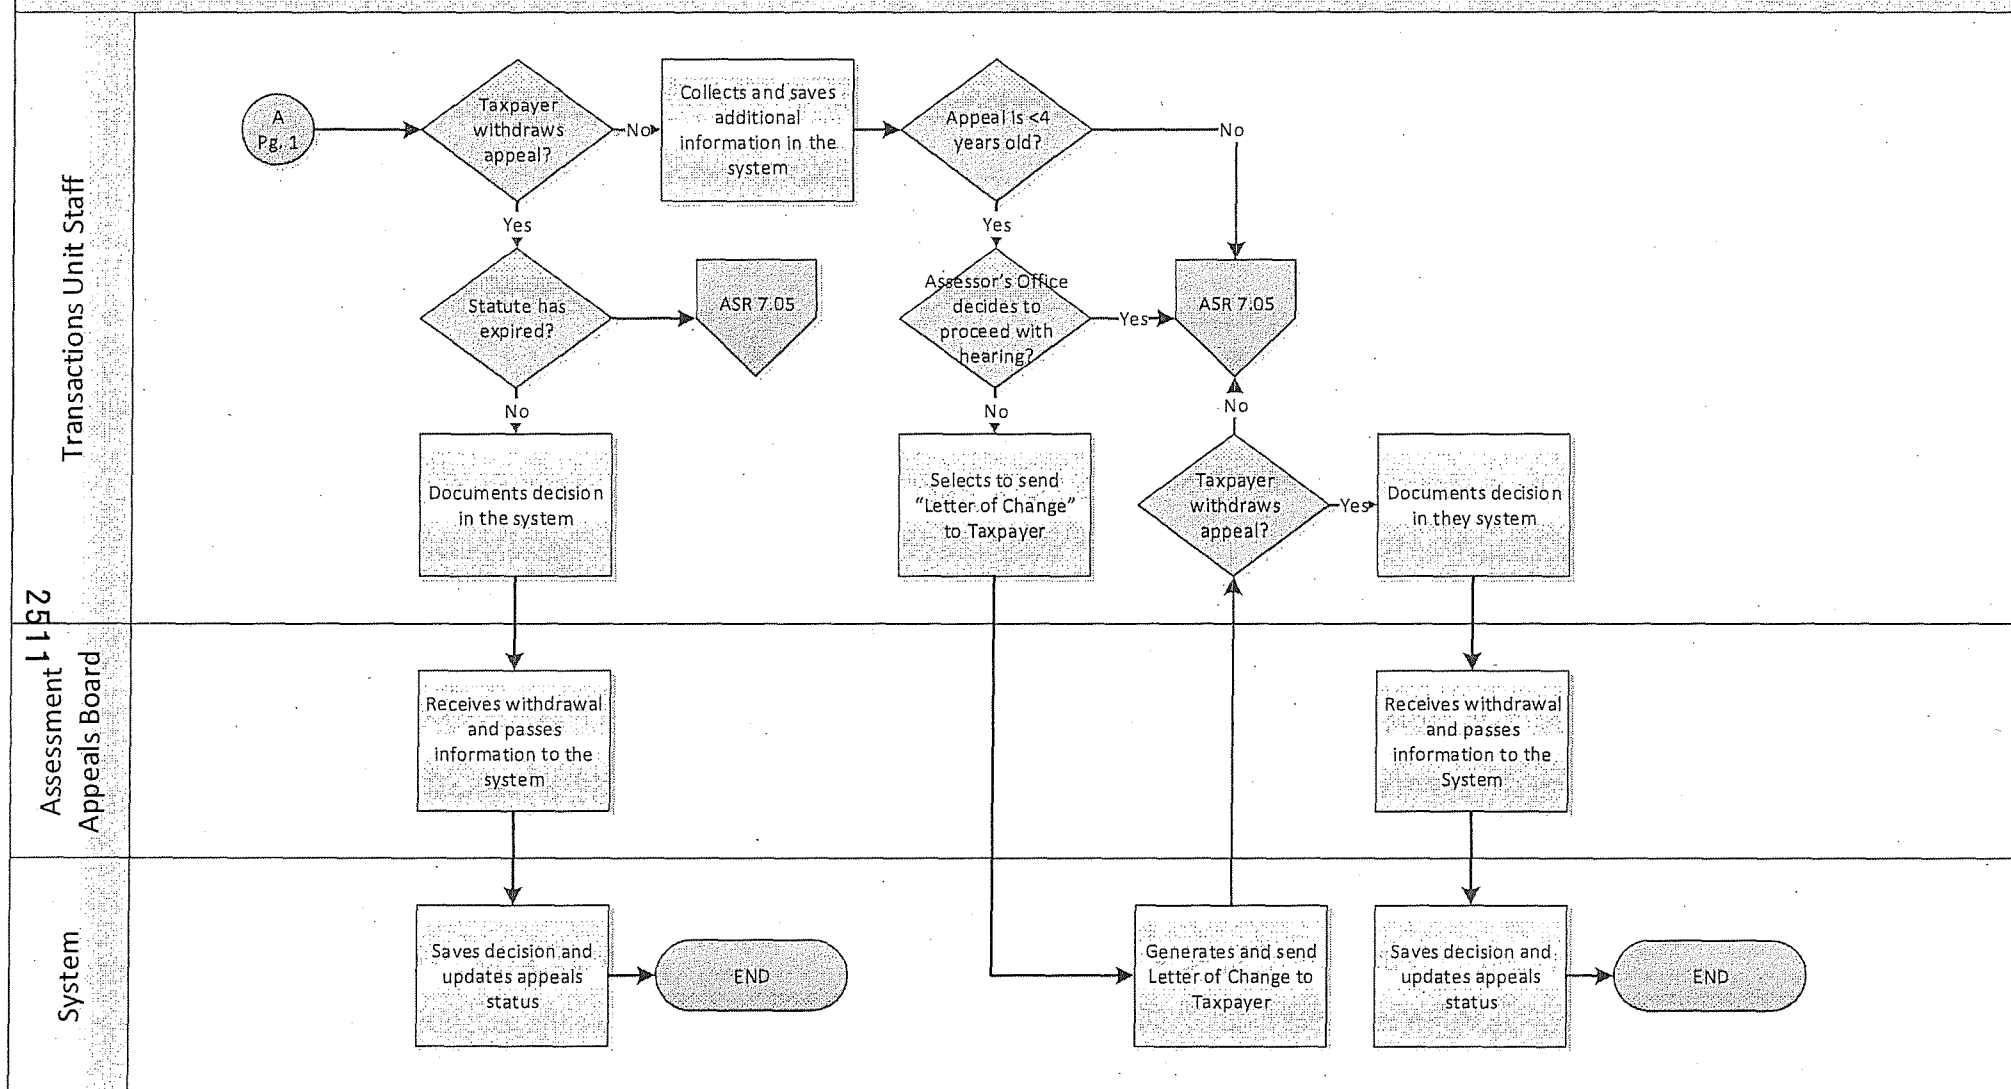 Transactions Unit Staff
A
Pg. 1
Taxpayer
withdraws
appeal?
No
Collects and saves
additional
information in the
system
Appeal is <4
years old?
No
Yes
Yes
Statute has
expired?
ASR 7.05
Assessor's Office
decides to
proceed with
hearing?
Yes
ASR 7.05
No
No
No
Documents decision
in the system
Selects to send
"Letter of Change"
to Taxpayer
Taxpayer
withdraws
appeal?
Yes
Documents decision
in they system
2511
Assessment
Appeals Board
Receives withdrawal
and passes
information to the
system
Receives withdrawal
and passes
information to the
System
System
Saves decision and
updates appeals
status
END
Generates and send
Letter of Change to
Taxpayer
Saves decision and
updates appeals
status
END